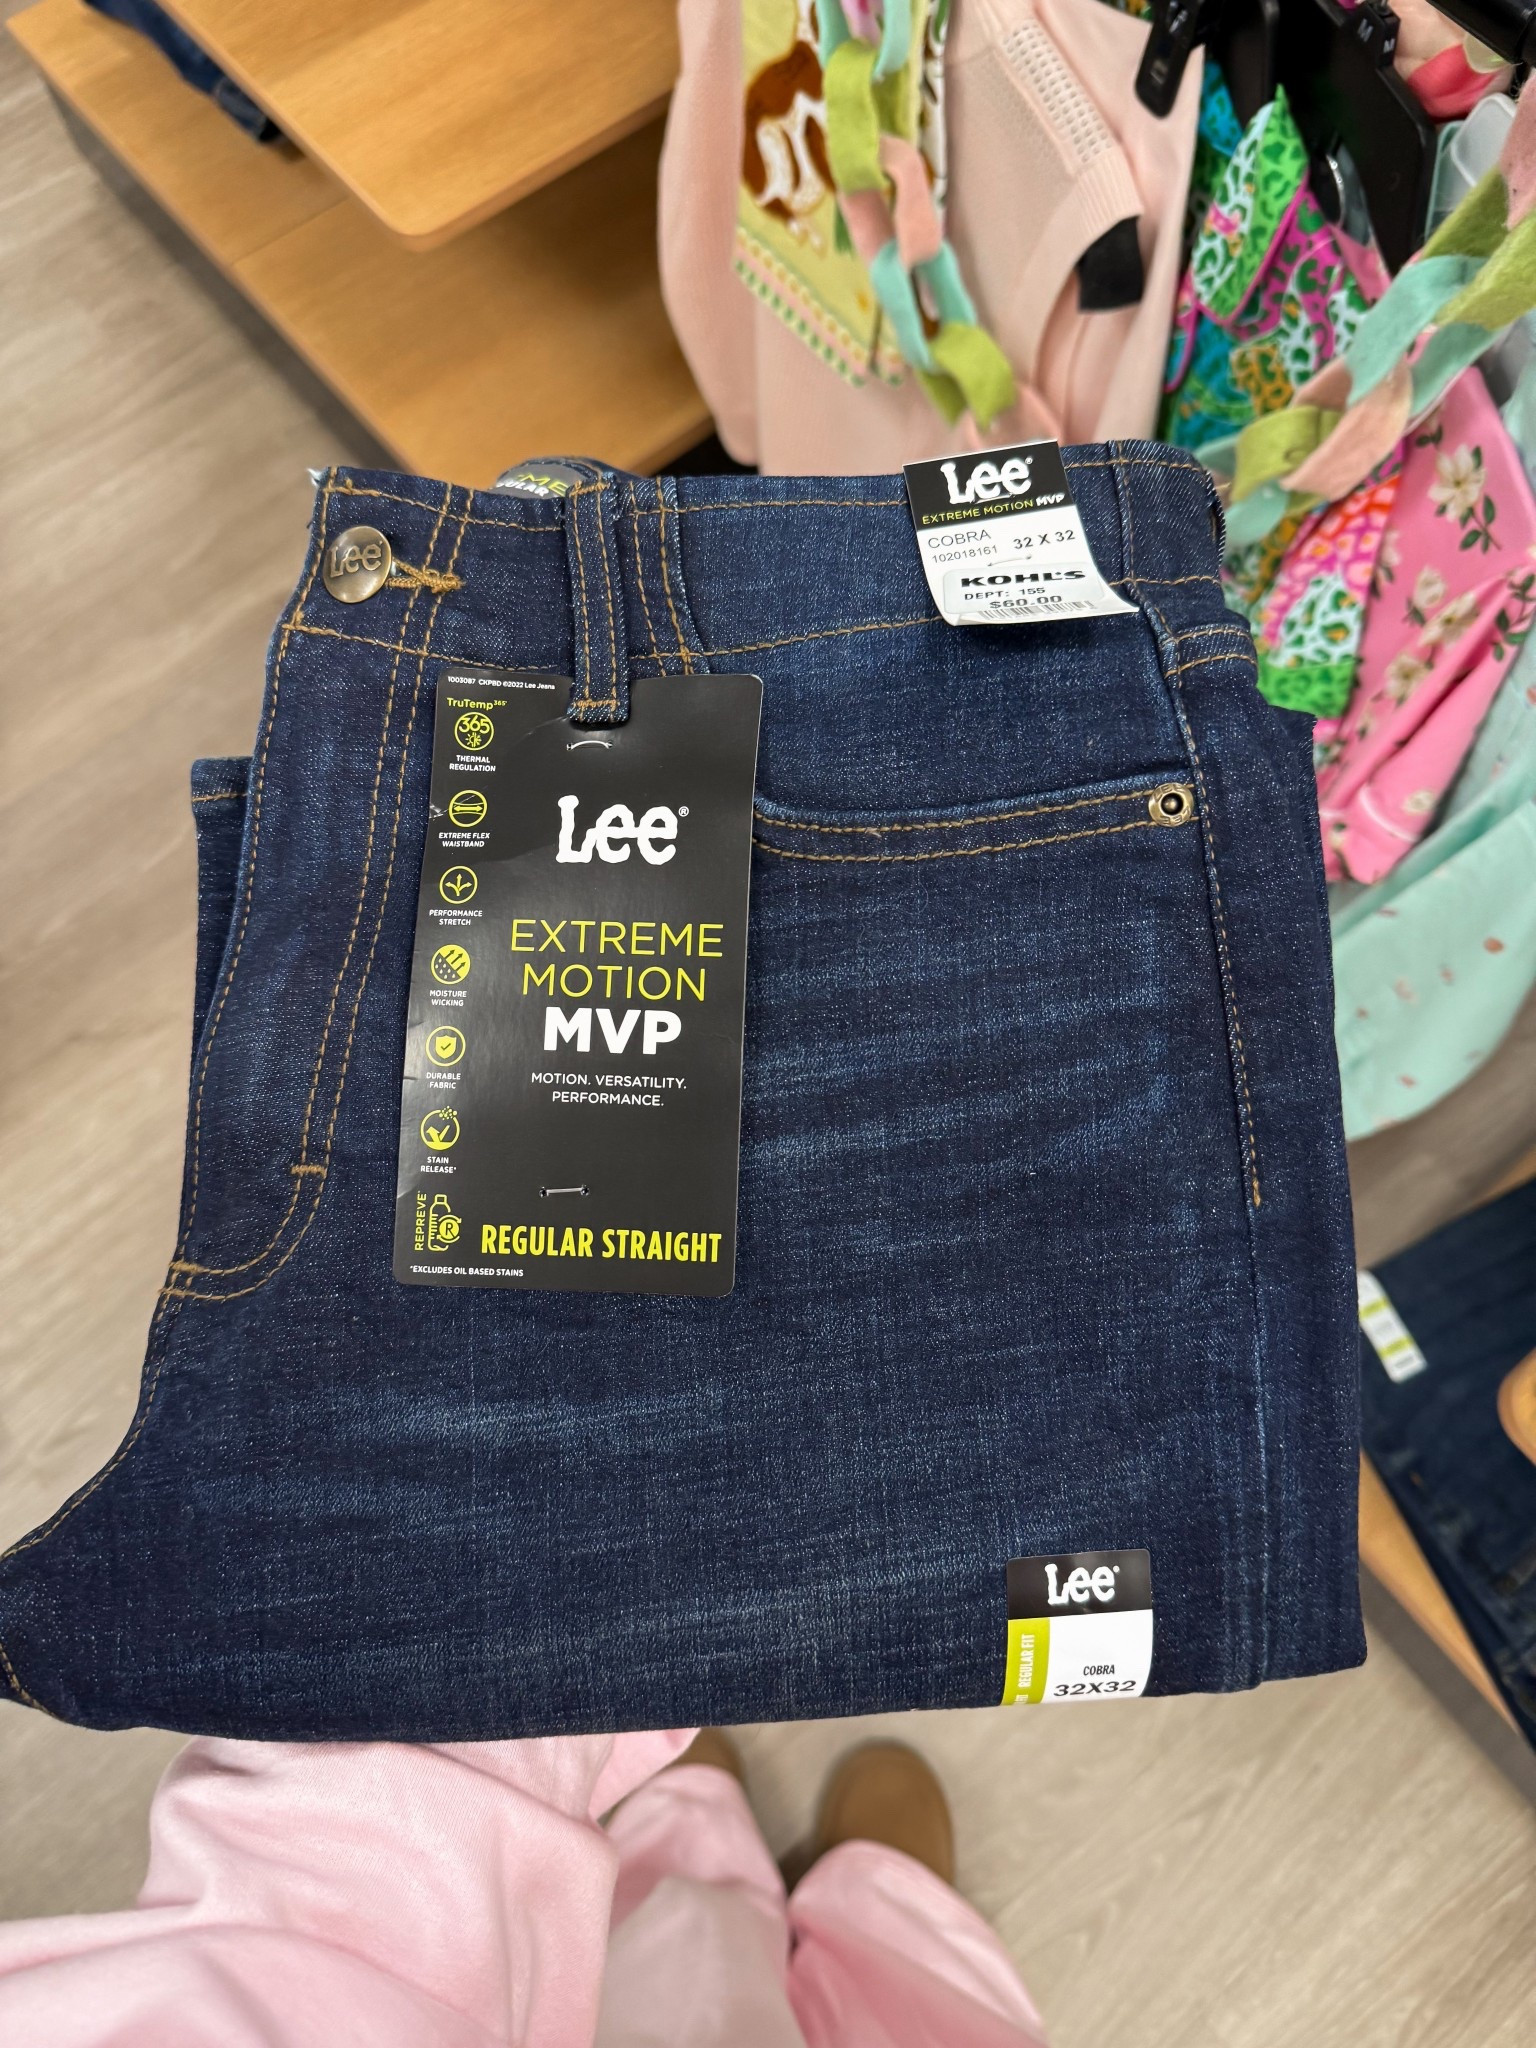 Lee
Lee®
EXTREME MOTION MVP
COBRA
102018161
32 X 32
KOHL'S
DEPT: 155
$60.00
1003087 CKPBD ©2022 Lee Jeans
TruTemp365®
365
THERMAL
REGULATION
EXTREME FLEX
WAISTBAND
PERFORMANCE
STRETCH
MOISTURE
WICKING
DURABLE
FABRIC
STAIN
RELEASE*
REPREVE®
R
*EXCLUDES OIL BASED STAINS
Lee®
EXTREME
MOTION
MVP
MOTION. VERSATILITY.
PERFORMANCE.
REGULAR STRAIGHT
Lee®
REGULAR FIT
COBRA
32X32
M
M